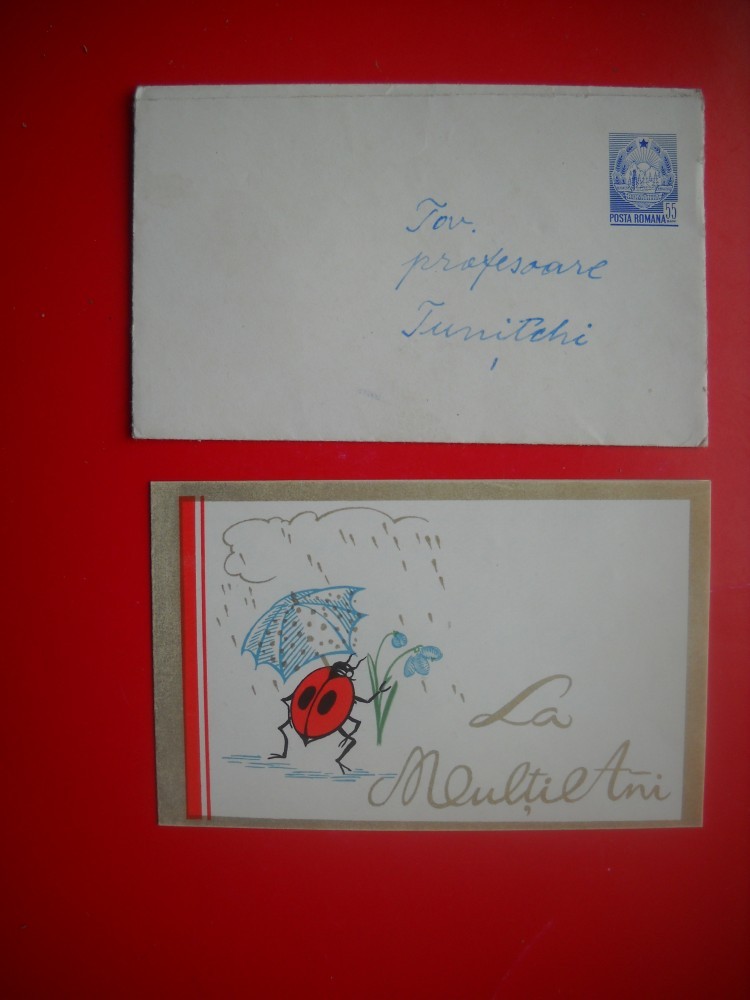 POSTA ROMANA 55
Tov.
profesoare
Tunitchi
La
Mulți Ani